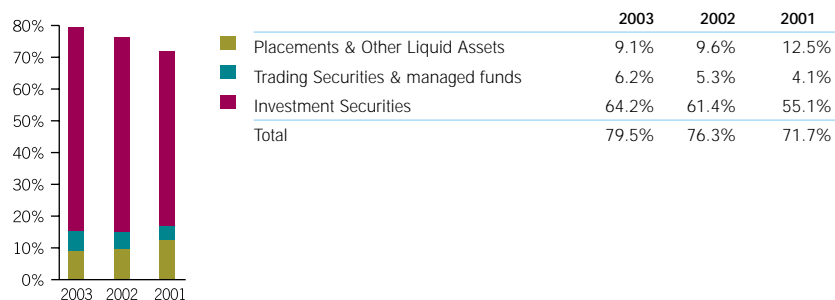 80%
70%
60%
50%
40%
30%
20%
10%
0%
2003 2002 2001
2003 2002 2001
Placements & Other Liquid Assets 9.1% 9.6% 12.5%
Trading Securities & managed funds 6.2% 5.3% 4.1%
Investment Securities 64.2% 61.4% 55.1%
Total 79.5% 76.3% 71.7%